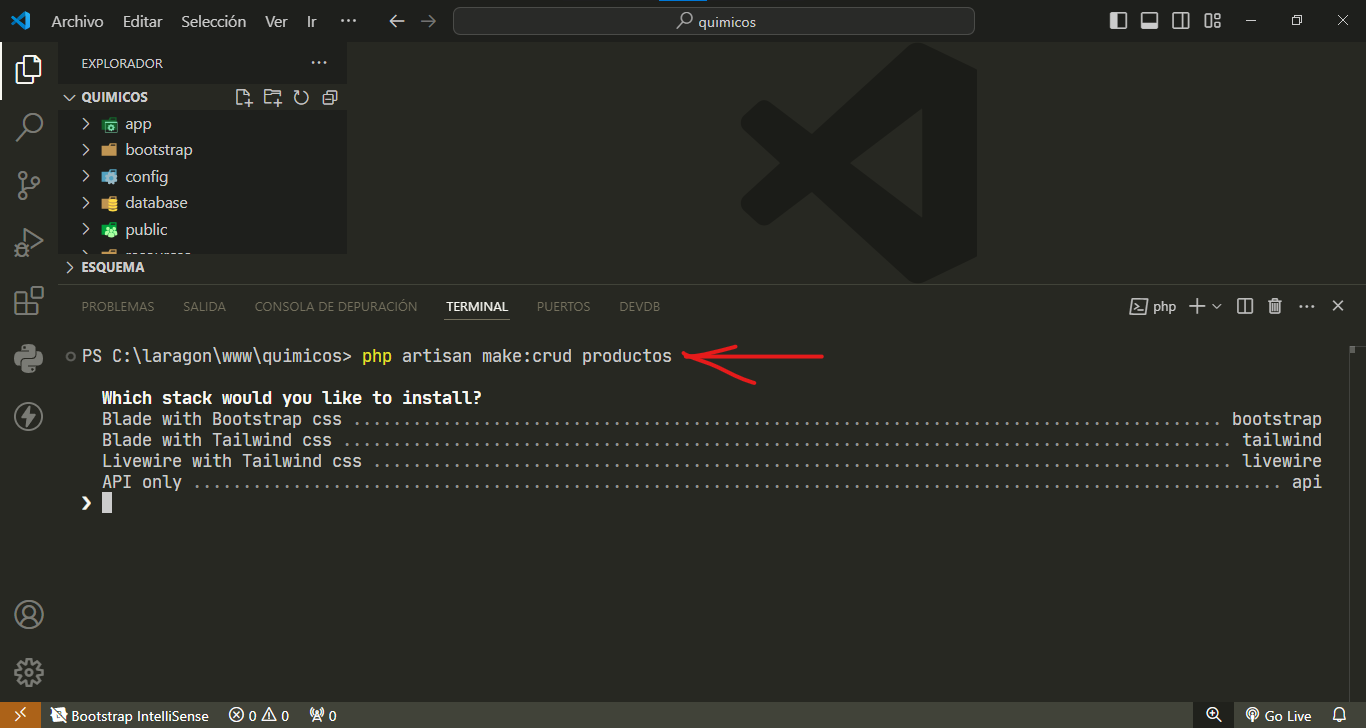 Archivo Editar Selección Ver Ir ··· quimicos
EXPLORADOR ···
QUIMICOS
app
bootstrap
config
database
public
ESQUEMA
PROBLEMAS SALIDA CONSOLA DE DEPURACIÓN TERMINAL PUERTOS DEVDB php
PS C:\laragon\www\quimicos> php artisan make:crud productos
Which stack would you like to install?
Blade with Bootstrap css ....................................................................................... bootstrap
Blade with Tailwind css ......................................................................................... tailwind
Livewire with Tailwind css ...................................................................................... livewire
API only ............................................................................................................. api
❯
Bootstrap IntelliSense 0 0 0 Go Live